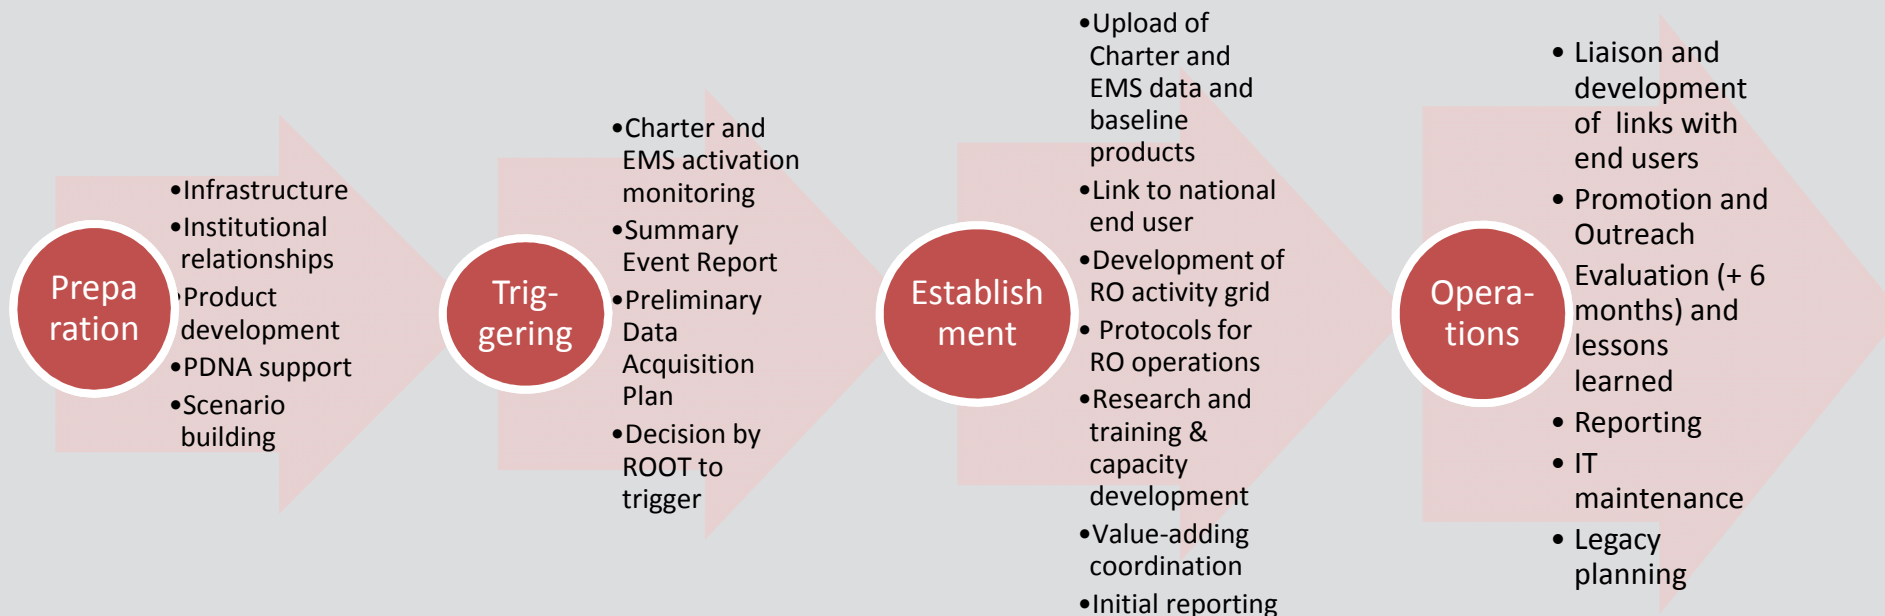 Prepa
ration
•Infrastructure
•Institutional
relationships
•Product
development
•PDNA support
•Scenario
building
Trig-
gering
•Charter and
EMS activation
monitoring
•Summary
Event Report
•Preliminary
Data
Acquisition
Plan
•Decision by
ROOT to
trigger
Establish
ment
•Upload of
Charter and
EMS data and
baseline
products
•Link to national
end user
•Development of
RO activity grid
• Protocols for
RO operations
•Research and
training &
capacity
development
•Value-adding
coordination
•Initial reporting
Opera-
tions
• Liaison and
development
of links with
end users
• Promotion and
Outreach
Evaluation (+ 6
months) and
lessons
learned
• Reporting
• IT
maintenance
• Legacy
planning